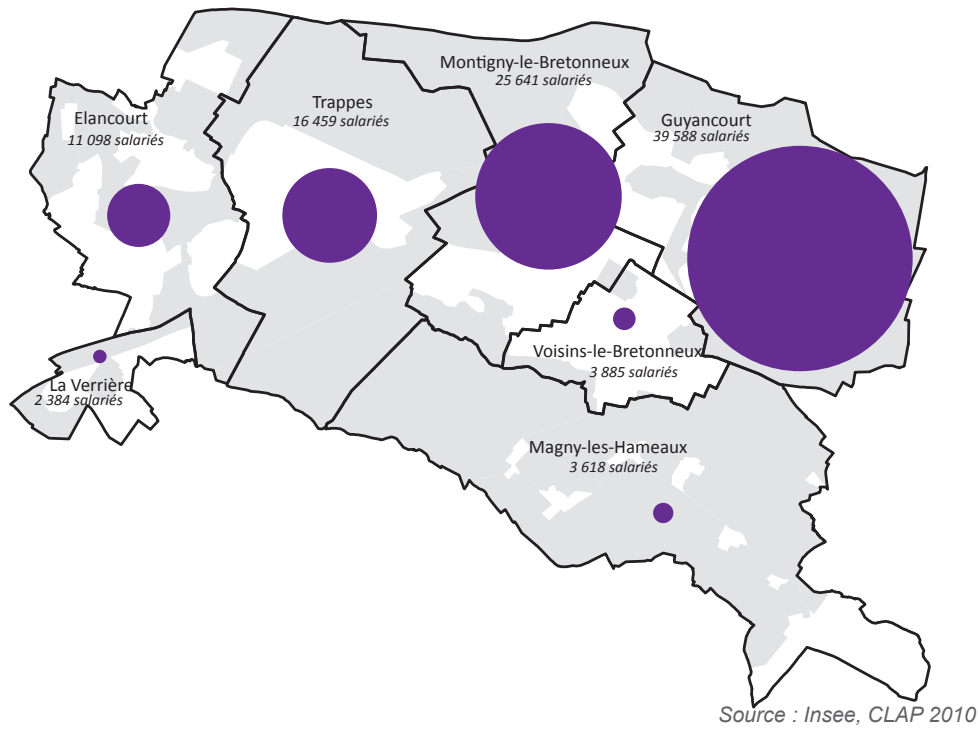 Montigny-le-Bretonneux
25 641 salariés
Trappes
16 459 salariés
Elancourt
11 098 salariés
Guyancourt
39 588 salariés
Voisins-le-Bretonneux
3 885 salariés
La Verrière
2 384 salariés
Magny-les-Hameaux
3 618 salariés
Source : Insee, CLAP 2010